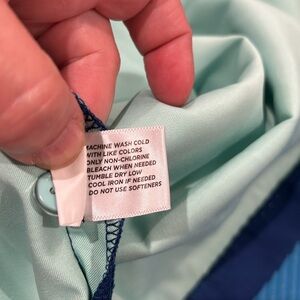 MACHINE WASH COLD
WITH LIKE COLORS
ONLY NON-CHLORINE
BLEACH WHEN NEEDED
TUMBLE DRY LOW
COOL IRON IF NEEDED
DO NOT USE SOFTENERS